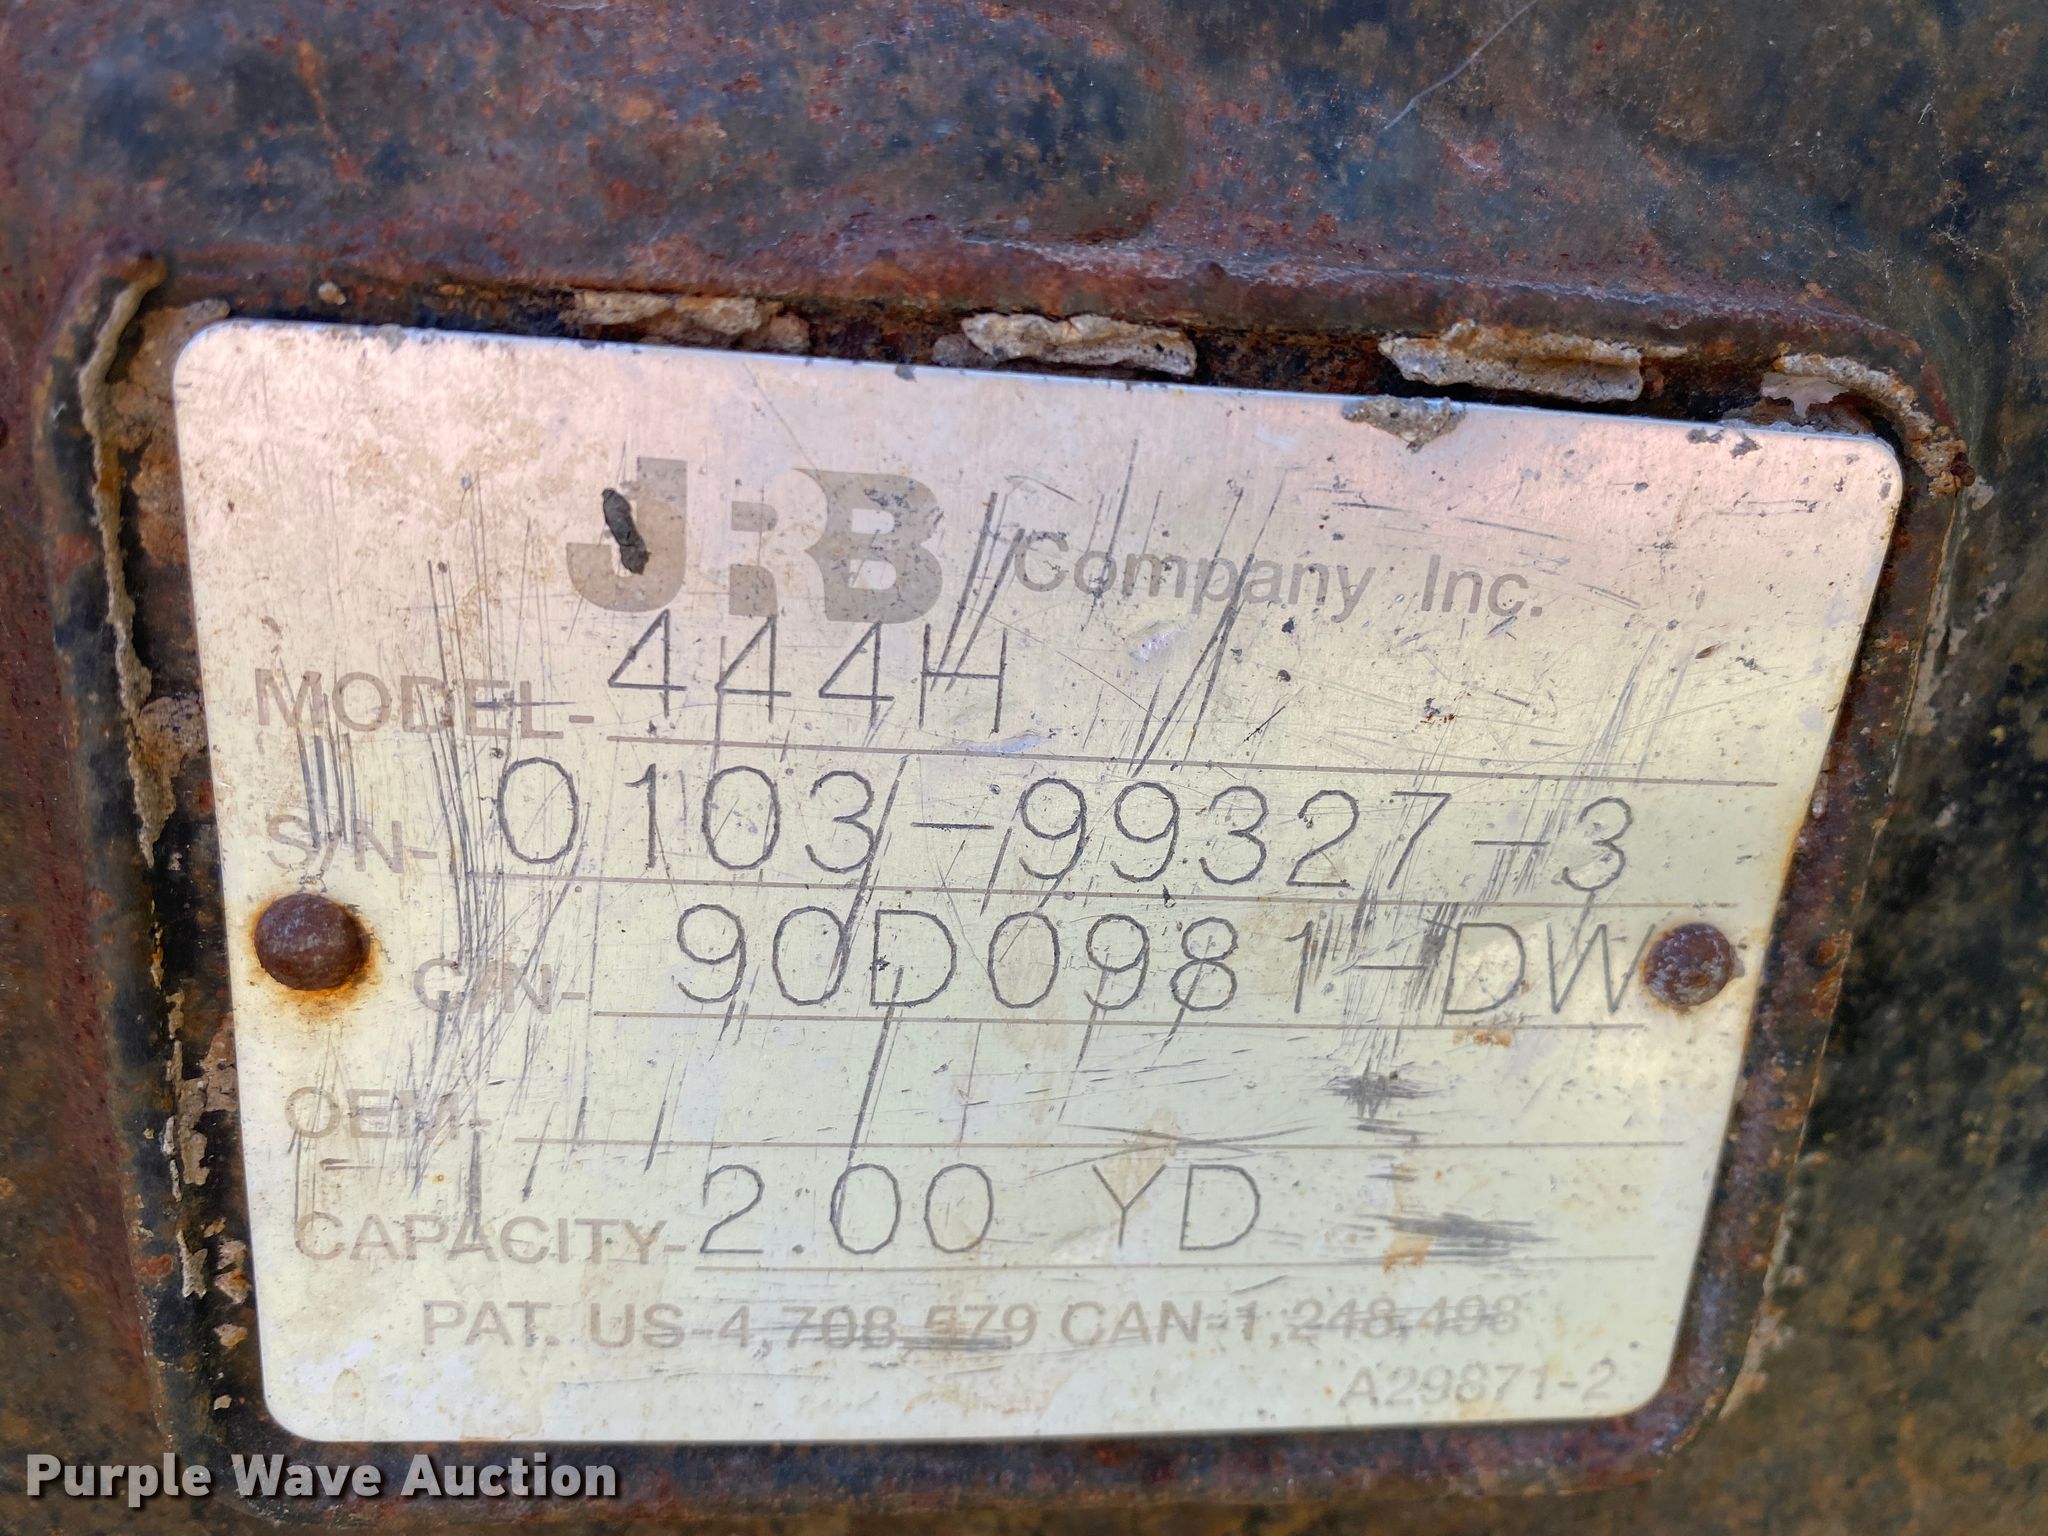 JRB Company Inc.
MODEL- 444H
S/N- 0103-99327-3
C/N- 90D0981-DW
OEM-
CAPACITY- 2.00 YD
PAT. US-4,708,579 CAN-1,248,498
A29871-2
Purple Wave Auction